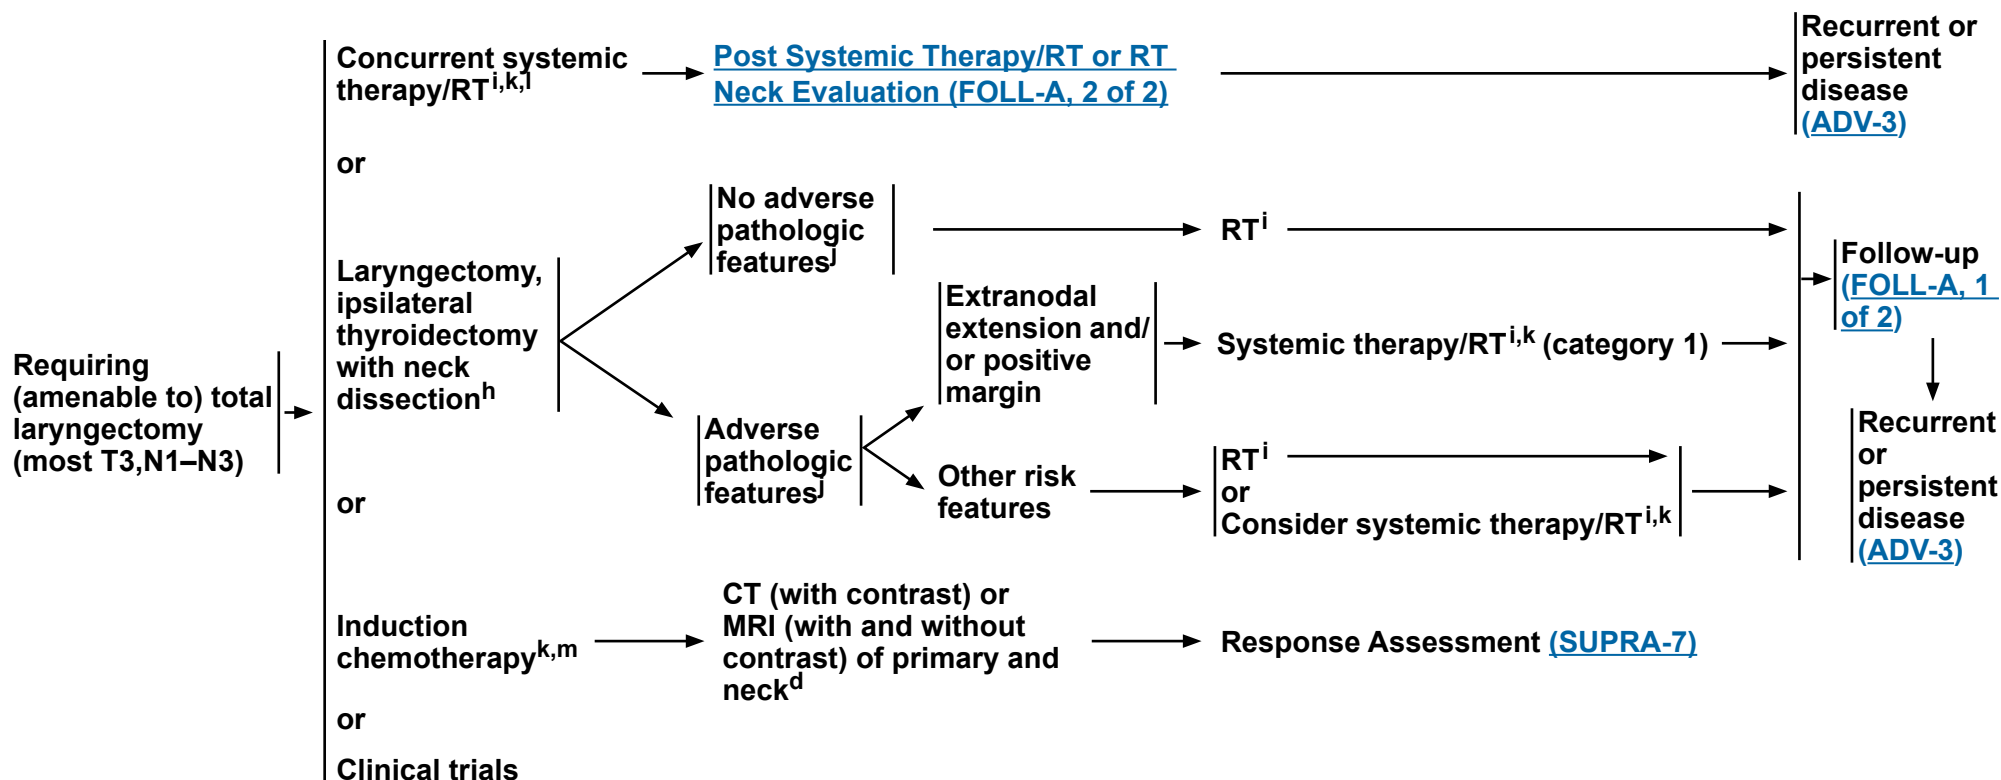 Requiring
(amenable to) total
laryngectomy
(most T3,N1–N3)
Concurrent systemic
therapy/RTi,k,l
or
Laryngectomy,
ipsilateral
thyroidectomy
with neck
dissectionh
or
Induction
chemotherapyk,m
or
Clinical trials
Post Systemic Therapy/RT or RT
Neck Evaluation (FOLL-A, 2 of 2)
Recurrent or
persistent
disease
(ADV-3)
No adverse
pathologic
featuresj
RTi
Adverse
pathologic
featuresj
Extranodal
extension and/
or positive
margin
Systemic therapy/RTi,k (category 1)
Other risk
features
RTi
or
Consider systemic therapy/RTi,k
Follow-up
(FOLL-A, 1
of 2)
Recurrent
or
persistent
disease
(ADV-3)
CT (with contrast) or
MRI (with and without
contrast) of primary and
neckd
Response Assessment (SUPRA-7)